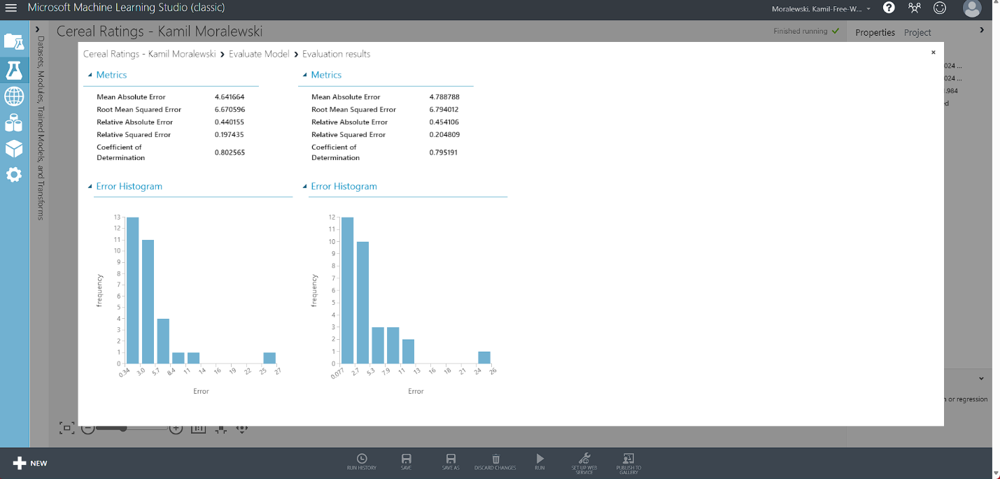 Microsoft Machine Learning Studio (classic)
Moralewski, Kamil-Free-W...
Cereal Ratings - Kamil Moralewski
Finished running
Properties Project
Datasets, Modules, Trained Models, and Transforms
Cereal Ratings - Kamil Moralewski > Evaluate Model > Evaluation results
Metrics
Mean Absolute Error 4.641664
Root Mean Squared Error 6.670596
Relative Absolute Error 0.440155
Relative Squared Error 0.197435
Coefficient of
Determination 0.802565
Error Histogram
frequency
13
12
11
10
9
8
7
6
5
4
3
2
1
0
0.34 3.0 5.7 8.4 11 14 16 19 22 25 27
Error
Metrics
Mean Absolute Error 4.788788
Root Mean Squared Error 6.794012
Relative Absolute Error 0.454106
Relative Squared Error 0.204809
Coefficient of
Determination 0.795191
Error Histogram
frequency
12
11
10
9
8
7
6
5
4
3
2
1
0
0.077 2.7 5.3 7.9 11 13 16 18 21 24 26
Error
024 ...
024 ...
.984
ed
n or regression
1:1
NEW
RUN HISTORY
SAVE
SAVE AS
DISCARD CHANGES
RUN
SET UP WEB
SERVICE
PUBLISH TO
GALLERY